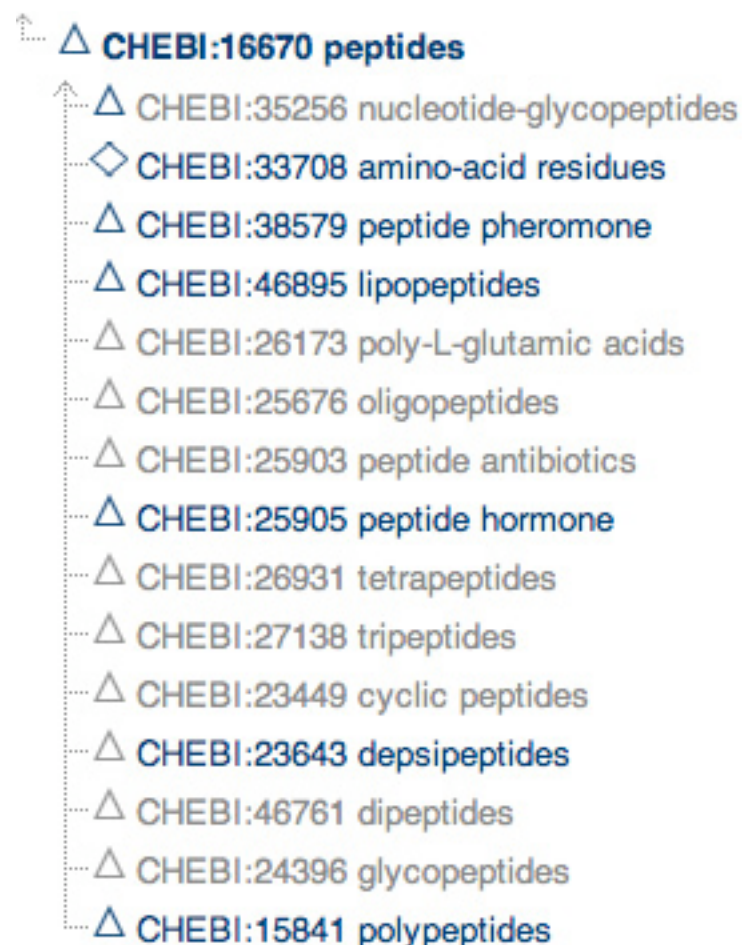 CHEBI:16670 peptides
CHEBI:35256 nucleotide-glycopeptides
CHEBI:33708 amino-acid residues
CHEBI:38579 peptide pheromone
CHEBI:46895 lipopeptides
CHEBI:26173 poly-L-glutamic acids
CHEBI:25676 oligopeptides
CHEBI:25903 peptide antibiotics
CHEBI:25905 peptide hormone
CHEBI:26931 tetrapeptides
CHEBI:27138 tripeptides
CHEBI:23449 cyclic peptides
CHEBI:23643 depsipeptides
CHEBI:46761 dipeptides
CHEBI:24396 glycopeptides
CHEBI:15841 polypeptides